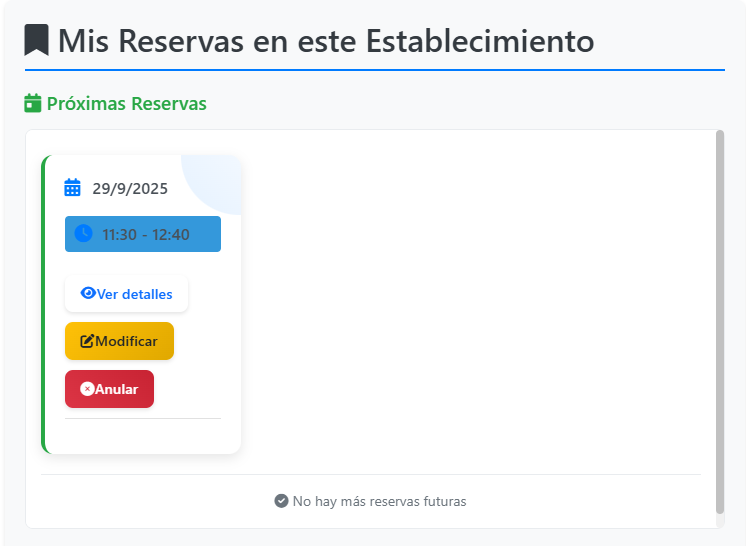 Mis Reservas en este Establecimiento
Próximas Reservas
29/9/2025
11:30 - 12:40
Ver detalles
Modificar
Anular
No hay más reservas futuras